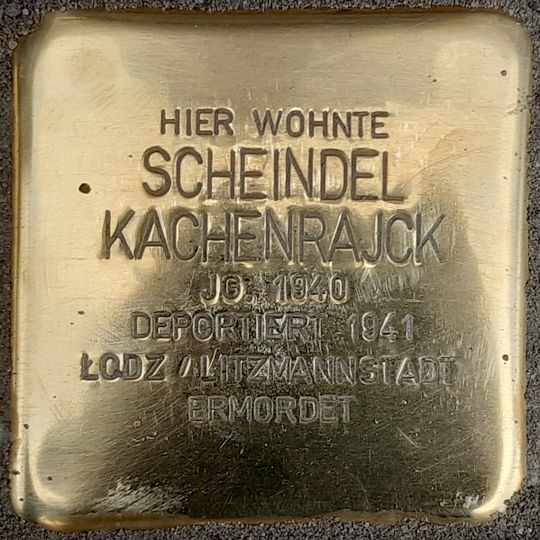 HIER WOHNTE
SCHEINDEL
KACHENRAJCK
JG. 1940
DEPORTIERT 1941
ŁODZ / LITZMANNSTADT
ERMORDET